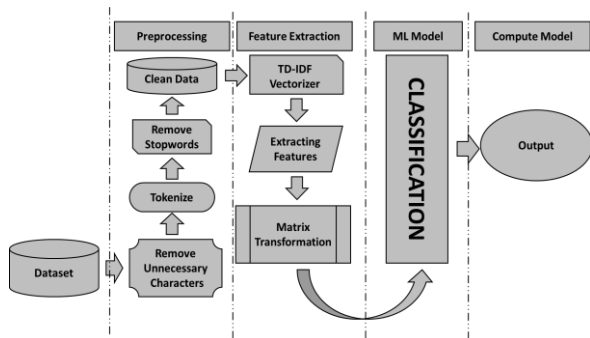 Preprocessing
Feature Extraction
ML Model
Compute Model
Clean Data
TD-IDF
Vectorizer
Remove
Stopwords
Extracting
Features
Tokenize
Matrix
Transformation
Dataset
Remove
Unnecessary
Characters
CLASSIFICATION
Output